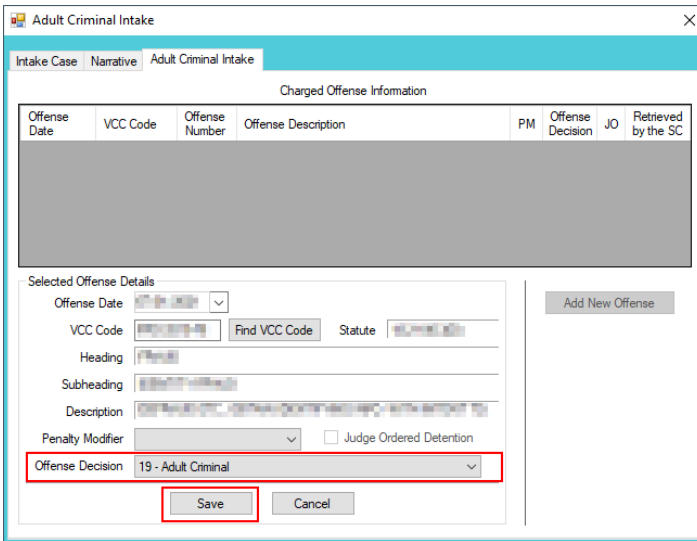 Adult Criminal Intake
Intake Case Narrative Adult Criminal Intake
Charged Offense Information
Offense Date VCC Code Offense Number Offense Description PM Offense Decision JO Retrieved by the SC
Selected Offense Details
Offense Date
Add New Offense
VCC Code Find VCC Code Statute
Heading
Subheading
Description
Penalty Modifier Judge Ordered Detention
Offense Decision 19 - Adult Criminal
Save Cancel